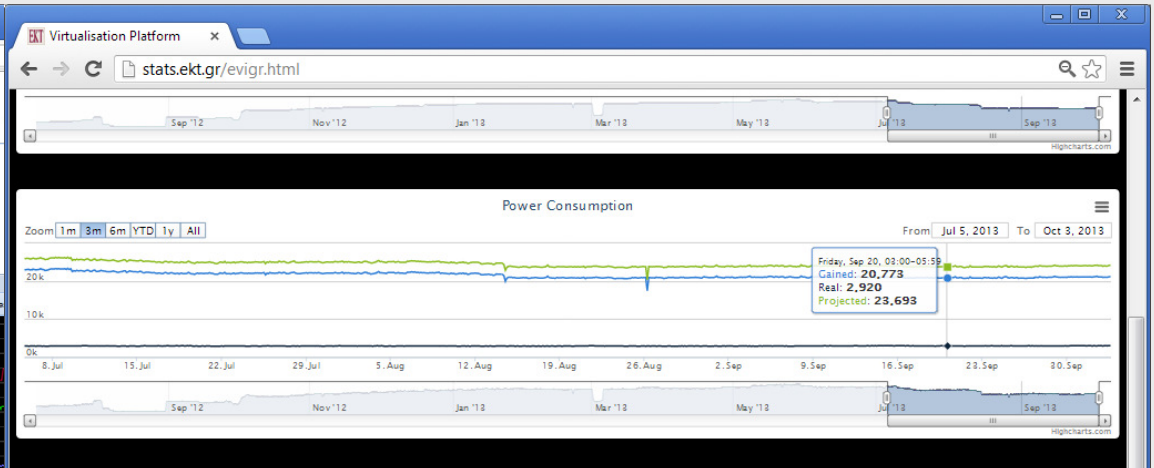 EKT Virtualisation Platform
stats.ekt.gr/evigr.html
Sep '12 Nov '12 Jan '13 Mar '13 May '13 Jul '13 Sep '13
Highcharts.com
Power Consumption
Zoom 1m 3m 6m YTD 1y All From Jul 5, 2013 To Oct 3, 2013
Friday, Sep 20, 03:00-05:59
Gained: 20,773
Real: 2,920
Projected: 23,693
20k
10k
0k
8. Jul 15. Jul 22. Jul 29. Jul 5. Aug 12. Aug 19. Aug 26. Aug 2. Sep 9. Sep 16. Sep 23. Sep 30. Sep
Sep '12 Nov '12 Jan '13 Mar '13 May '13 Jul '13 Sep '13
Highcharts.com